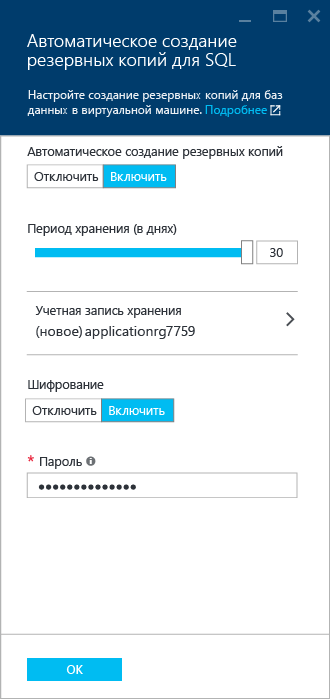 Автоматическое создание
резервных копий для SQL
Настройте создание резервных копий для баз
данных в виртуальной машине. Подробнее
Автоматическое создание резервных копий
Отключить Включить
Период хранения (в днях)
30
Учетная запись хранения
(новое) applicationrg7759
Шифрование
Отключить Включить
* Пароль
••••••••••••••
ОК